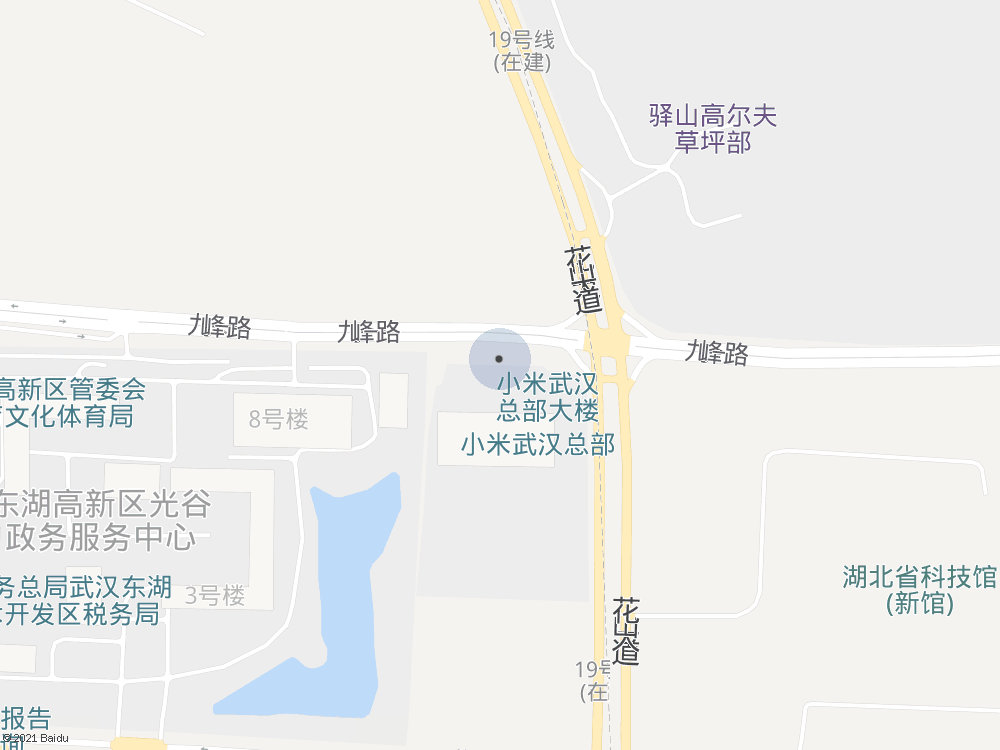 19号线
(在建)
驿山高尔夫
草坪部
花山大道
九峰路
九峰路
九峰路
小米武汉
总部大楼
小米武汉总部
高新区管委会
文化体育局
8号楼
东湖高新区光谷
政务服务中心
务总局武汉东湖
开发区税务局
3号楼
湖北省科技馆
(新馆)
花山大道
19号
(在
报告
© 2021 Baidu